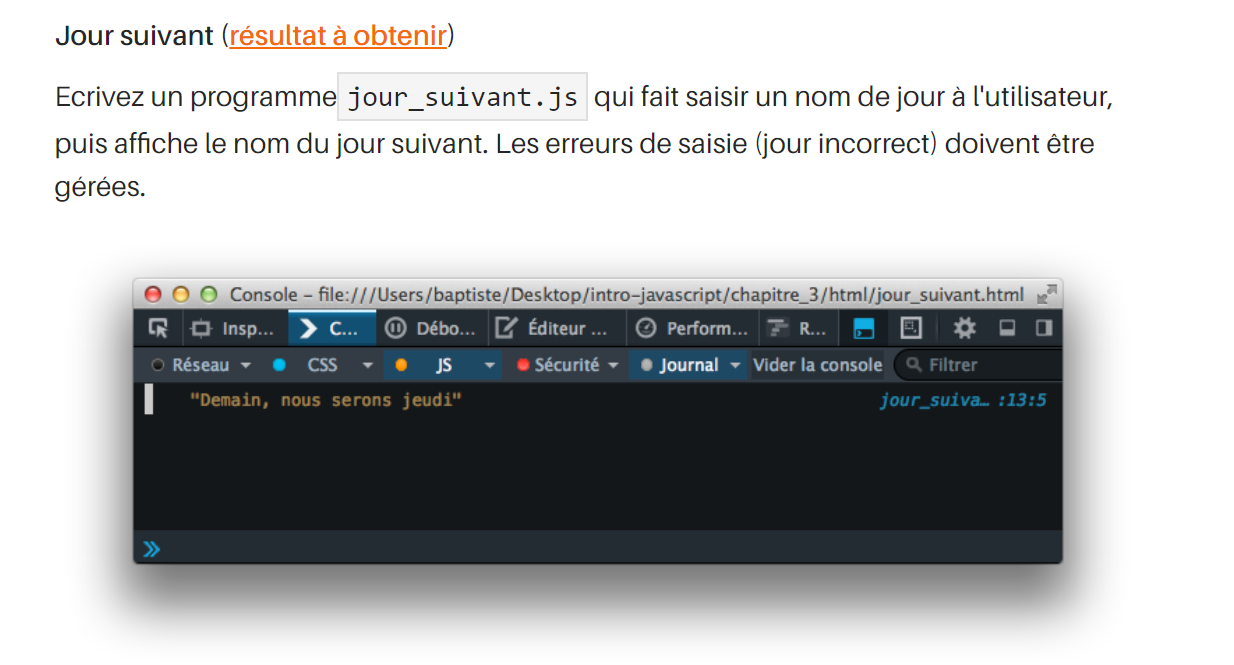 Jour suivant (résultat à obtenir)
Ecrivez un programme jour_suivant.js qui fait saisir un nom de jour à l'utilisateur,
puis affiche le nom du jour suivant. Les erreurs de saisie (jour incorrect) doivent être
gérées.
Console – file:///Users/baptiste/Desktop/intro-javascript/chapitre_3/html/jour_suivant.html
Insp... C... Débo... Éditeur ... Perform... R...
Réseau CSS JS Sécurité Journal Vider la console Filtrer
"Demain, nous serons jeudi" jour_suiva… :13:5